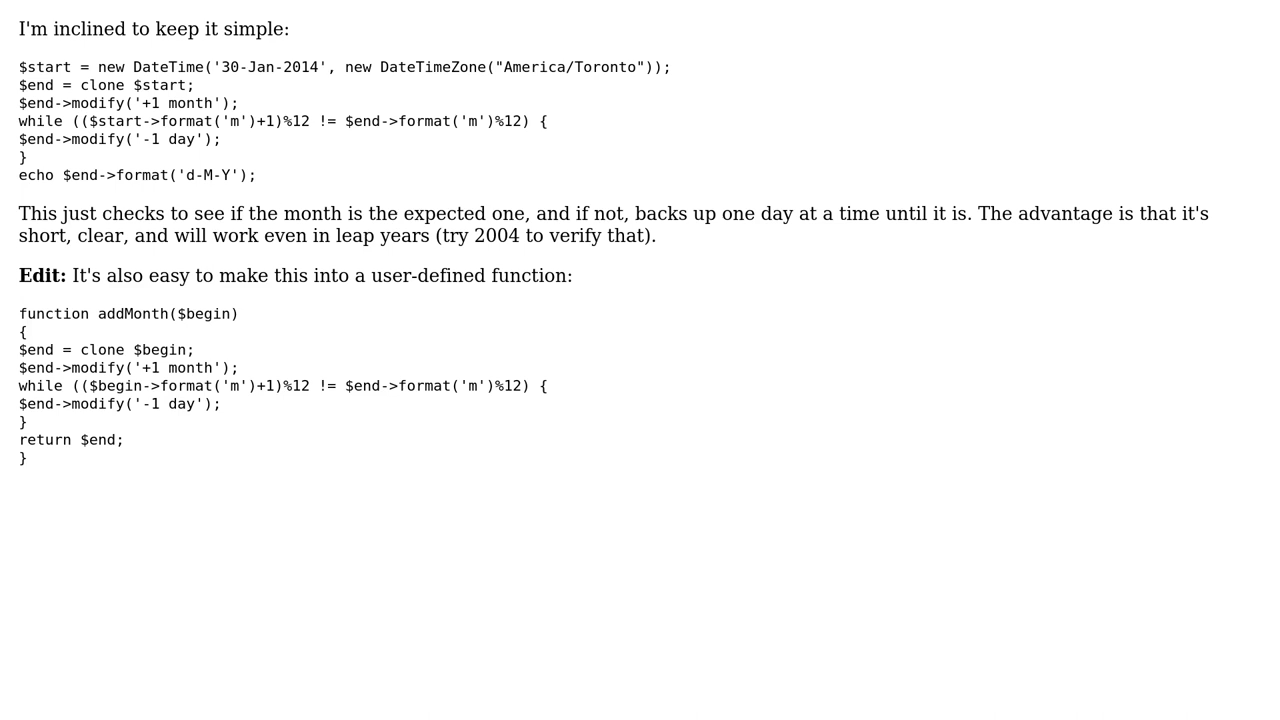 I'm inclined to keep it simple:
$start = new DateTime('30-Jan-2014', new DateTimeZone("America/Toronto"));
$end = clone $start;
$end->modify('+1 month');
while (($start->format('m')+1)%12 != $end->format('m')%12) {
$end->modify('-1 day');
}
echo $end->format('d-M-Y');
This just checks to see if the month is the expected one, and if not, backs up one day at a time until it is. The advantage is that it's
short, clear, and will work even in leap years (try 2004 to verify that).
Edit: It's also easy to make this into a user-defined function:
function addMonth($begin)
{
$end = clone $begin;
$end->modify('+1 month');
while (($begin->format('m')+1)%12 != $end->format('m')%12) {
$end->modify('-1 day');
}
return $end;
}